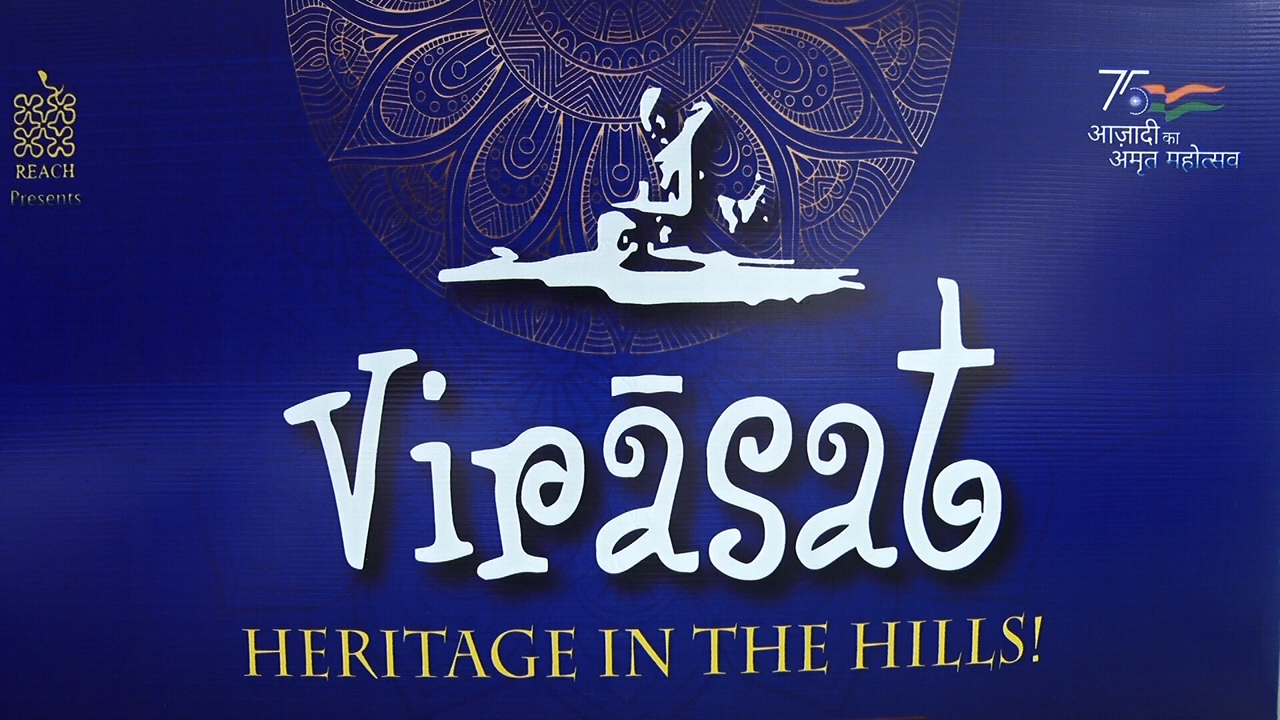 REACH
Presents
75
आज़ादी का
अमृत महोत्सव
Virāsat
HERITAGE IN THE HILLS!